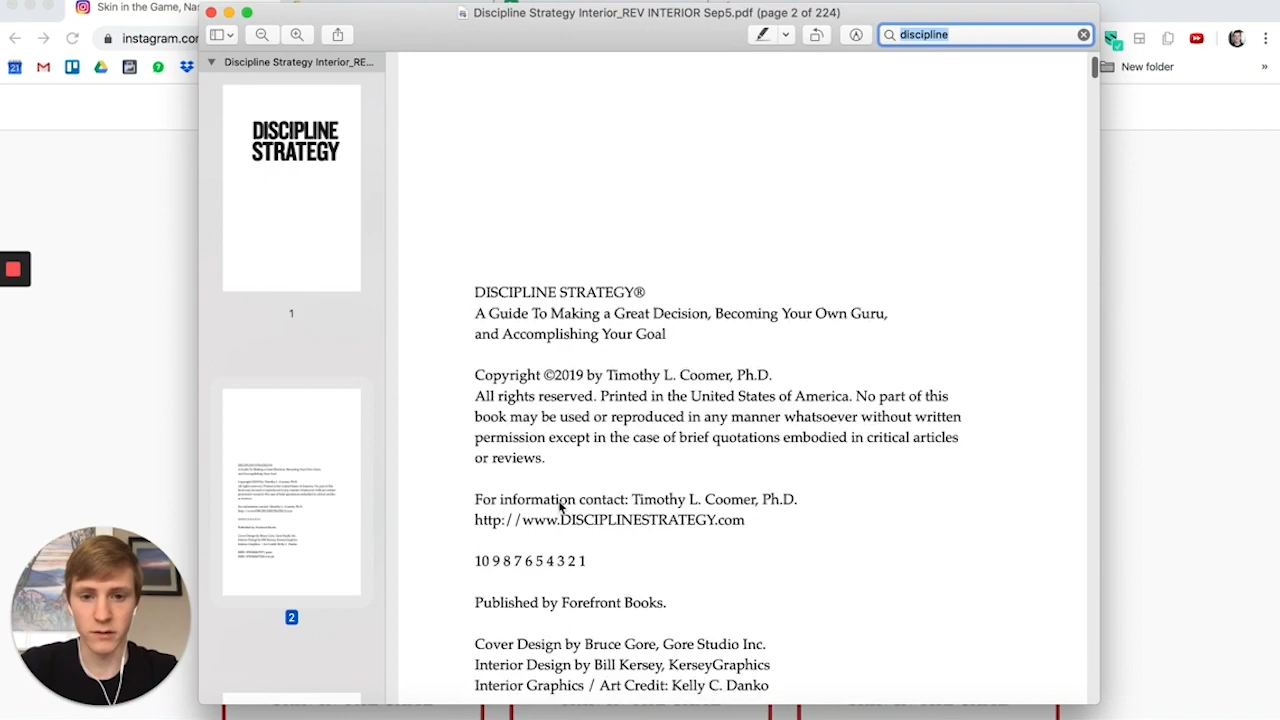 Skin in the Game, Nas
Discipline Strategy Interior_REV INTERIOR Sep5.pdf (page 2 of 224)
instagram.co
discipline
New folder
Discipline Strategy Interior_RE...
DISCIPLINE
STRATEGY
1
2
DISCIPLINE STRATEGY®
A Guide To Making a Great Decision, Becoming Your Own Guru,
and Accomplishing Your Goal
Copyright ©2019 by Timothy L. Coomer, Ph.D.
All rights reserved. Printed in the United States of America. No part of this
book may be used or reproduced in any manner whatsoever without written
permission except in the case of brief quotations embodied in critical articles
or reviews.
For information contact: Timothy L. Coomer, Ph.D.
http://www.DISCIPLINESTRATEGY.com
10 9 8 7 6 5 4 3 2 1
Published by Forefront Books.
Cover Design by Bruce Gore, Gore Studio Inc.
Interior Design by Bill Kersey, KerseyGraphics
Interior Graphics / Art Credit: Kelly C. Danko